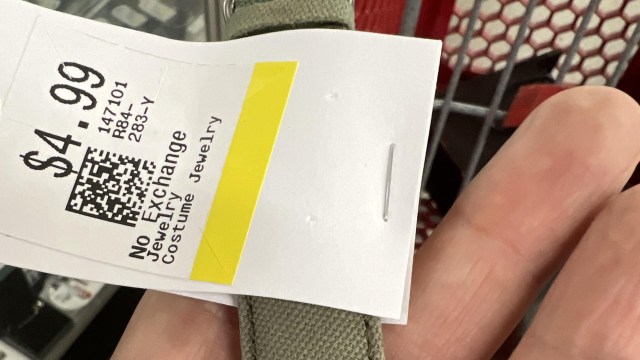 $4.99
147101
R84-
283-Y
No Exchange
Jewelry
Costume Jewelry